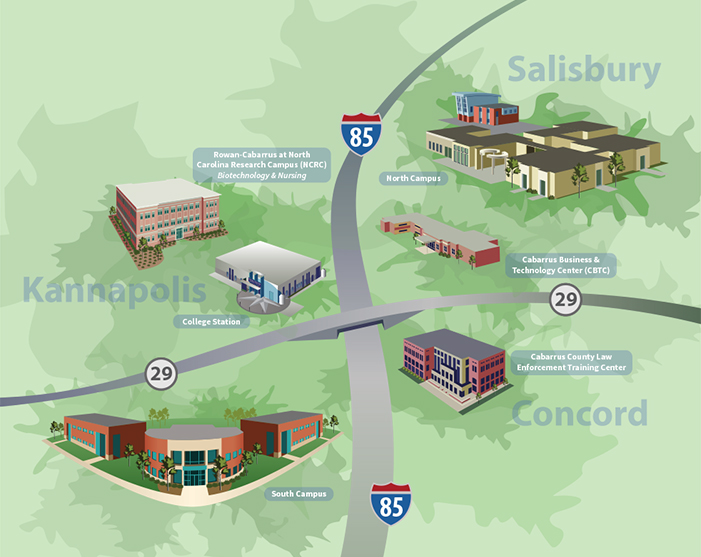 Salisbury
85
Rowan-Cabarrus at North
Carolina Research Campus (NCRC)
Biotechnology & Nursing
North Campus
Cabarrus Business &
Technology Center (CBTC)
Kannapolis
29
College Station
Cabarrus County Law
Enforcement Training Center
29
Concord
South Campus
85